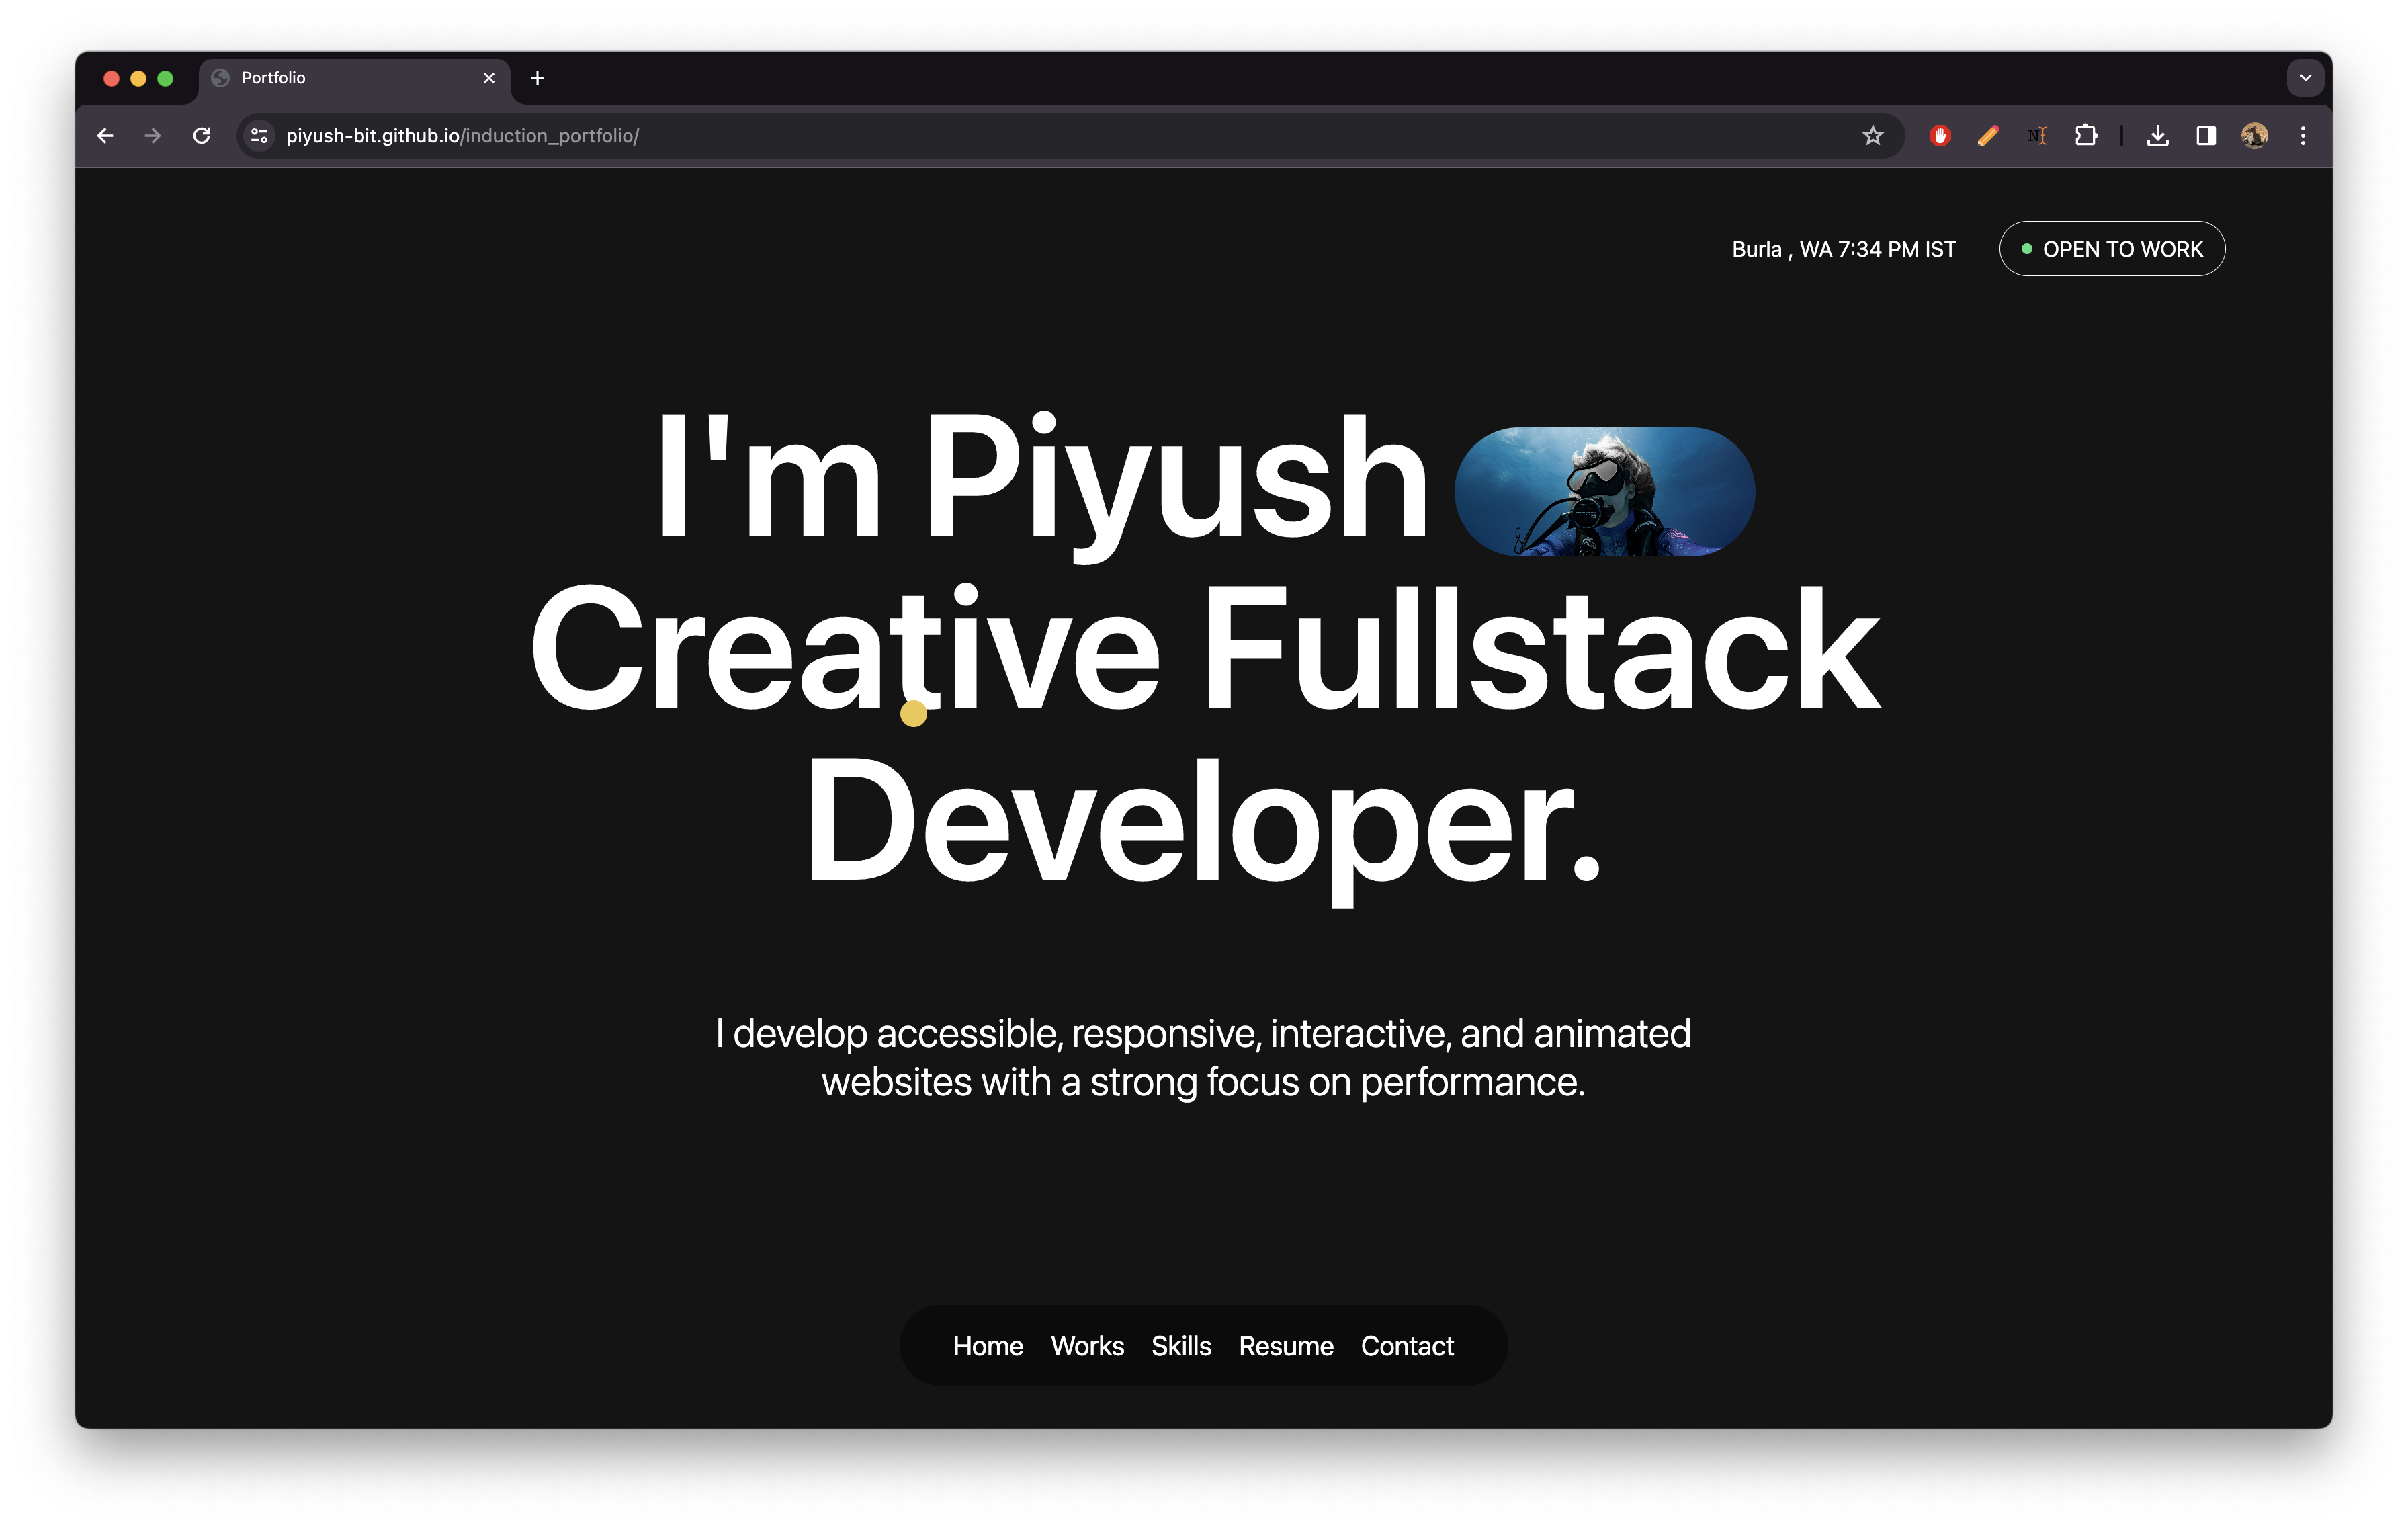 Portfolio
piyush-bit.github.io/induction_portfolio/
Burla , WA 7:34 PM IST
OPEN TO WORK
I'm Piyush
Creative Fullstack
Developer.
I develop accessible, responsive, interactive, and animated
websites with a strong focus on performance.
Home Works Skills Resume Contact